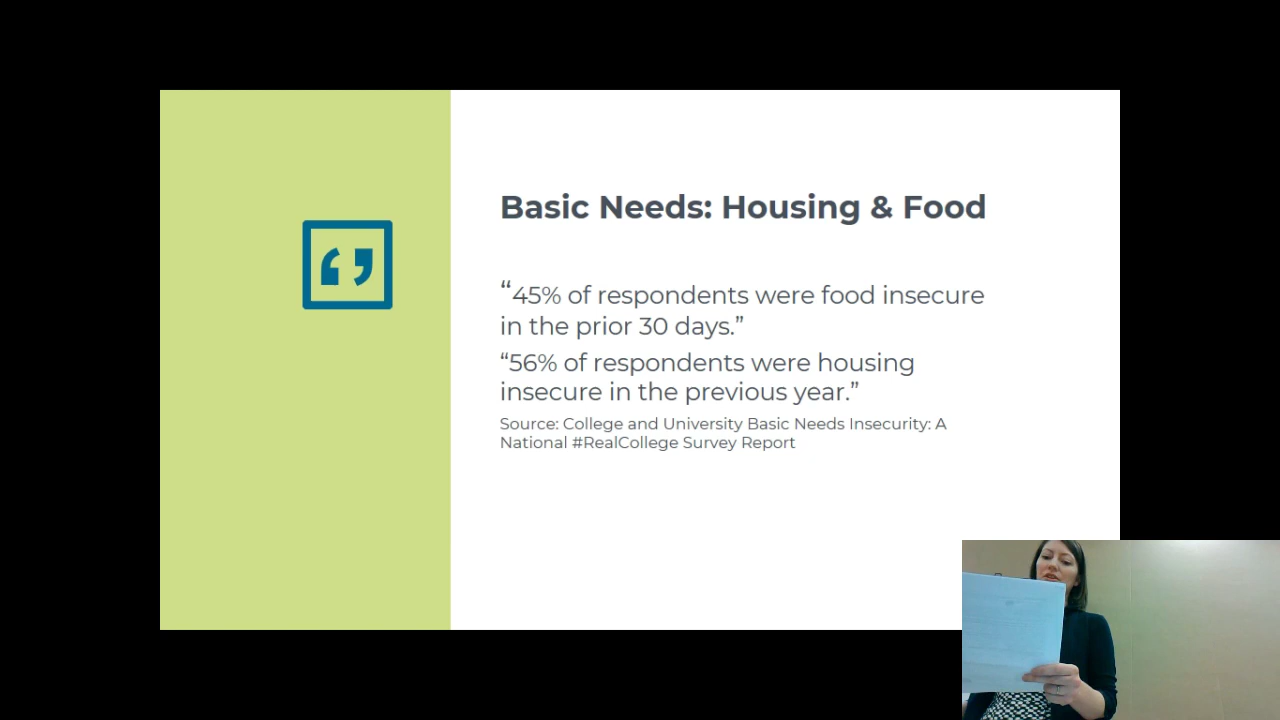 Basic Needs: Housing & Food
“45% of respondents were food insecure
in the prior 30 days.”
“56% of respondents were housing
insecure in the previous year.”
Source: College and University Basic Needs Insecurity: A
National #RealCollege Survey Report